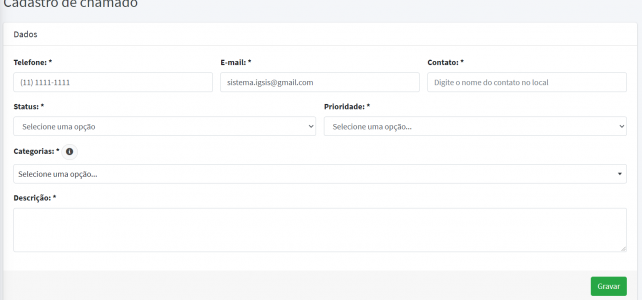 Cadastro de chamado
Dados
Telefone: * E-mail: * Contato: *
(11) 1111-1111 sistema.igsis@gmail.com Digite o nome do contato no local
Status: * Prioridade: *
Selecione uma opção Selecione uma opção...
Categorias: *
Selecione uma opção...
Descrição: *
Gravar